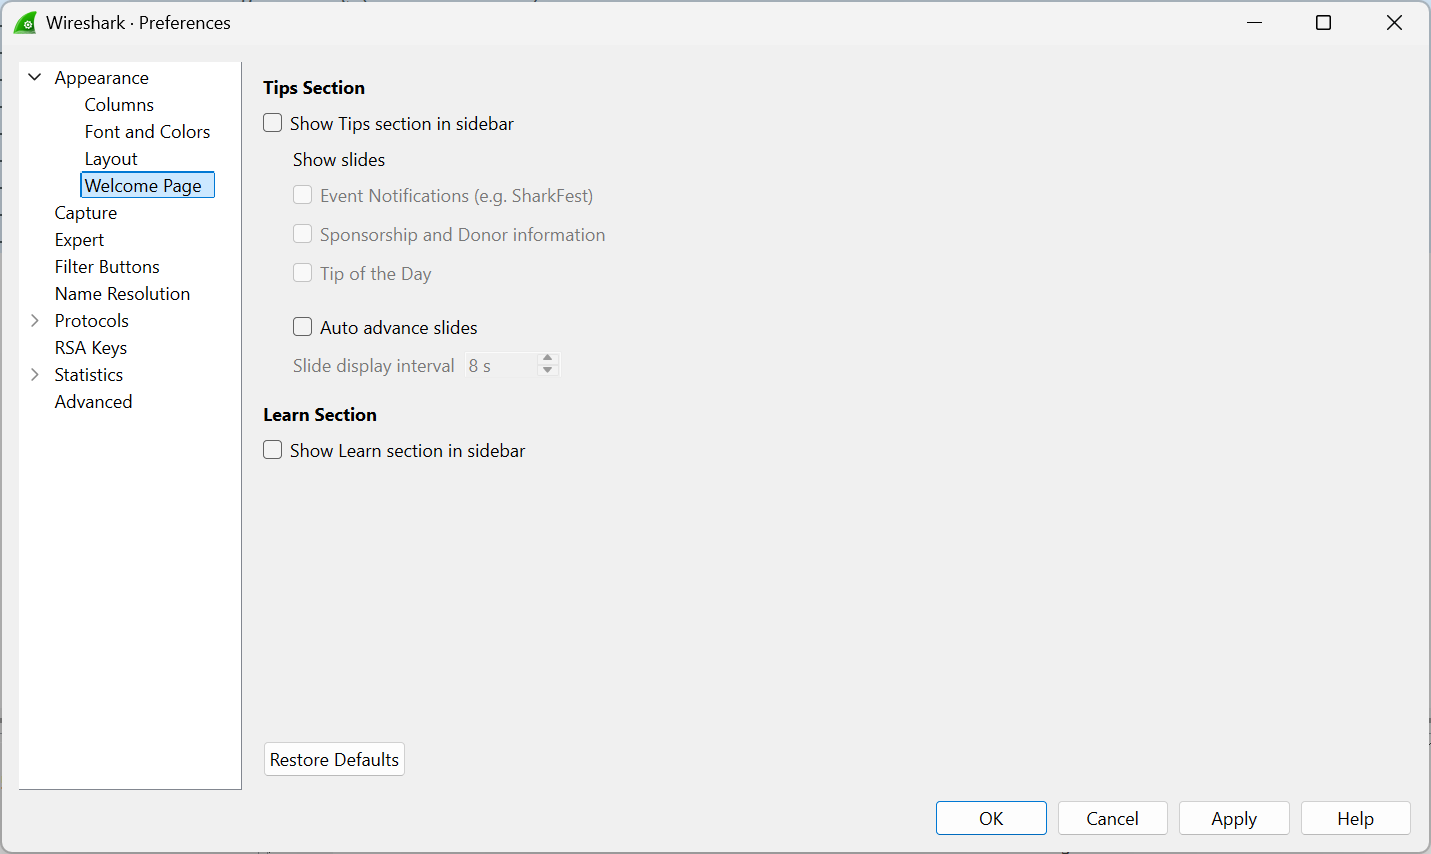 Wireshark · Preferences
Appearance
Columns
Font and Colors
Layout
Welcome Page
Capture
Expert
Filter Buttons
Name Resolution
Protocols
RSA Keys
Statistics
Advanced
Tips Section
Show Tips section in sidebar
Show slides
Event Notifications (e.g. SharkFest)
Sponsorship and Donor information
Tip of the Day
Auto advance slides
Slide display interval 8 s
Learn Section
Show Learn section in sidebar
Restore Defaults
OK Cancel Apply Help